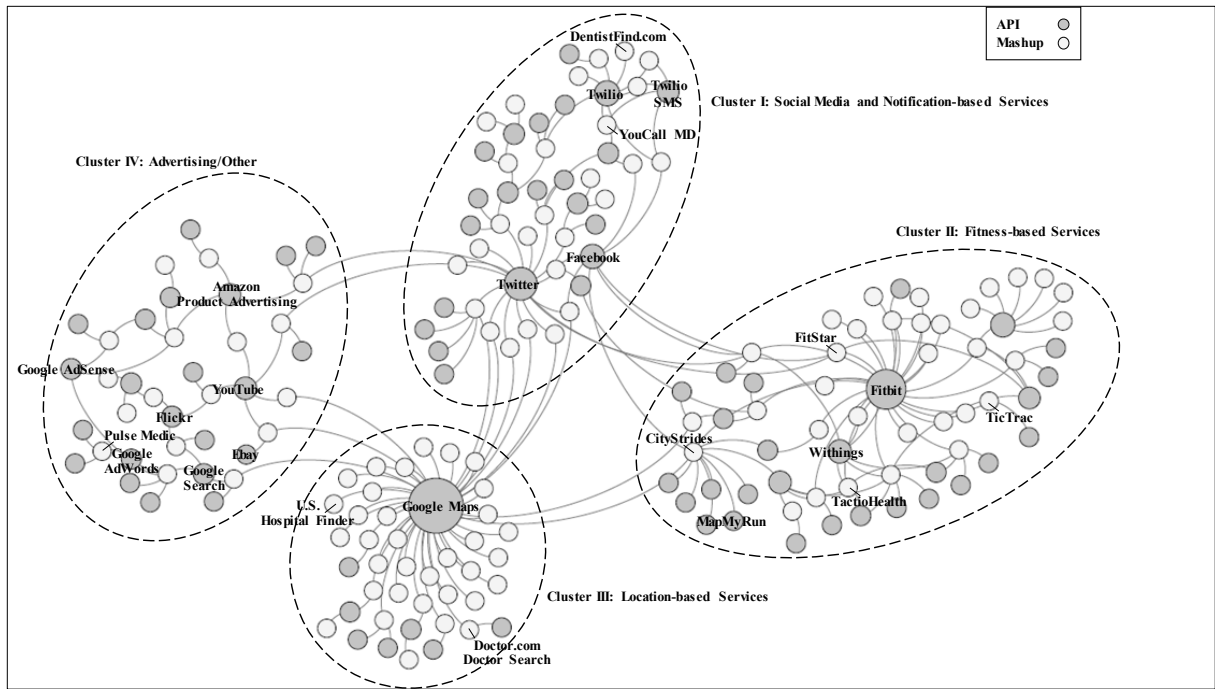 API
Mashup
DentistFind.com
Twilio
Twilio
SMS
Cluster I: Social Media and Notification-based Services
YouCall MD
Cluster IV: Advertising/Other
Cluster II: Fitness-based Services
Facebook
Twitter
Amazon
Product Advertising
FitStar
Google AdSense
YouTube
Fitbit
TicTrac
Flickr
Pulse Medic
Google
AdWords
Ebay
Google
Search
CityStrides
Withings
TactioHealth
MapMyRun
U.S.
Hospital Finder
Google Maps
Cluster III: Location-based Services
Doctor.com
Doctor Search